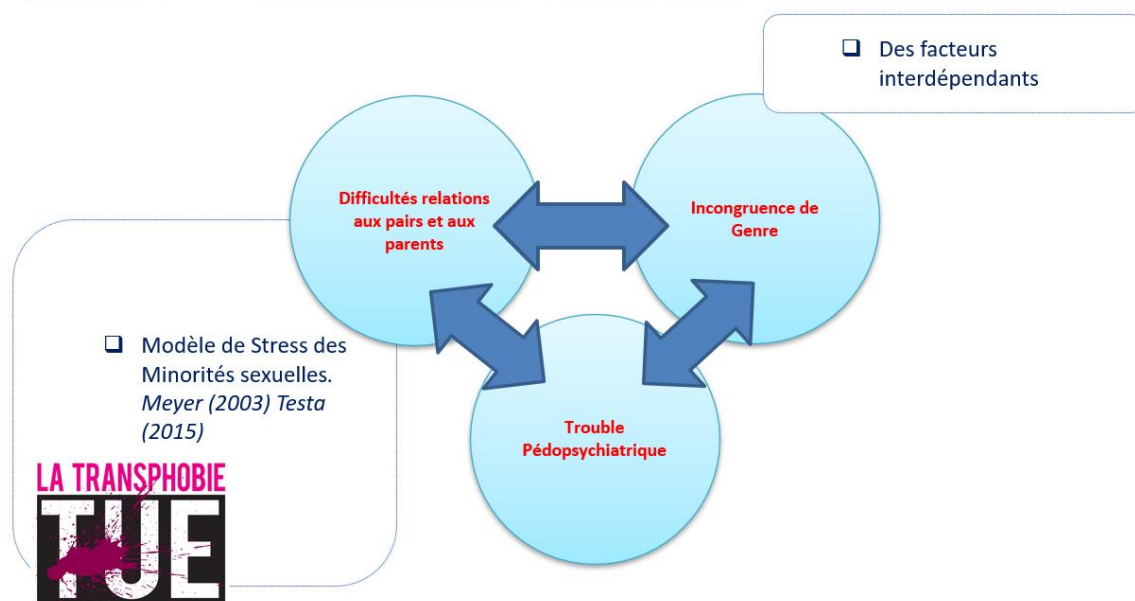 ❑ Des facteurs
interdépendants
Difficultés relations
aux pairs et aux
parents
Incongruence de
Genre
❑ Modèle de Stress des
Minorités sexuelles.
Meyer (2003) Testa
(2015)
Trouble
Pédopsychiatrique
LA TRANSPHOBIE
TUE